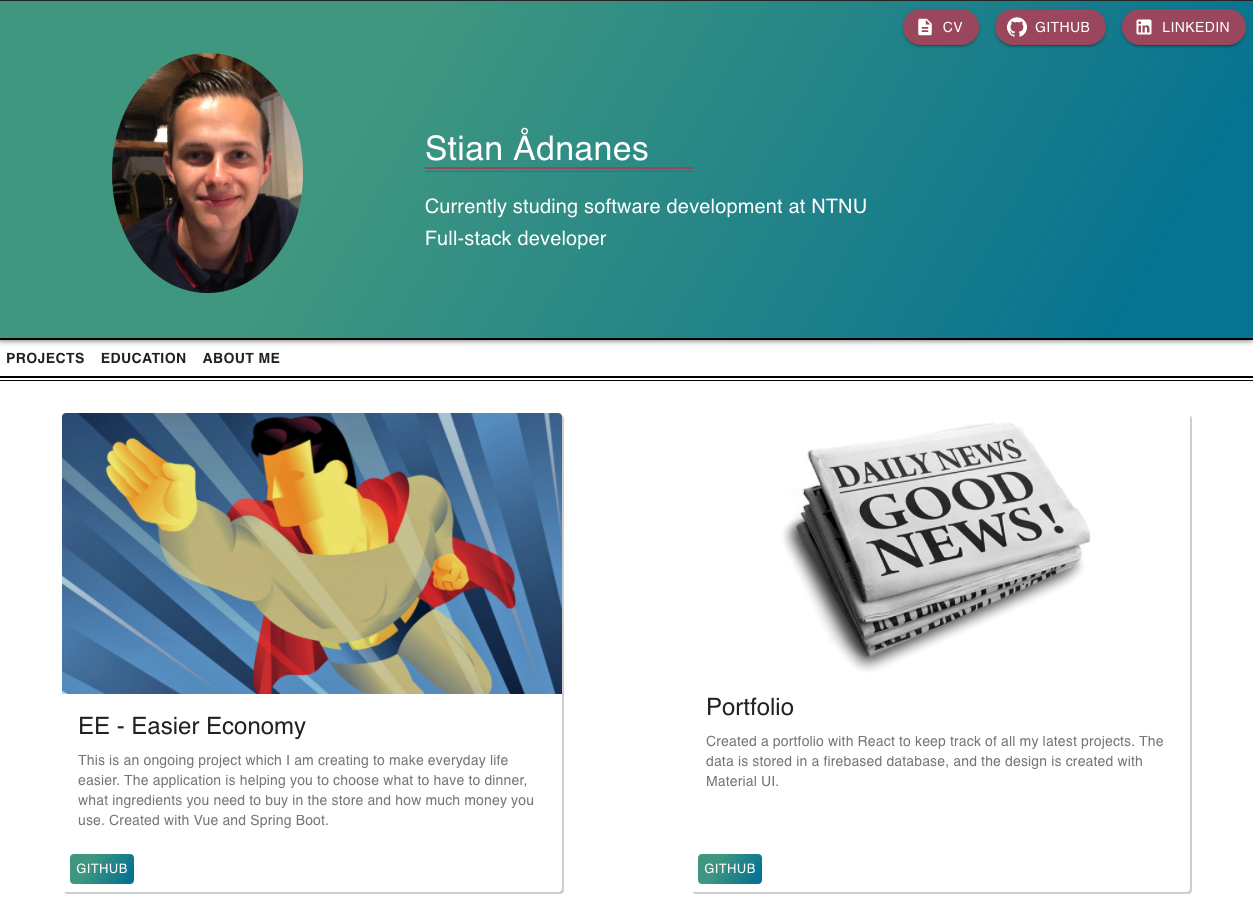 CV
GITHUB
LINKEDIN
Stian Ådnanes
Currently studing software development at NTNU
Full-stack developer
PROJECTS
EDUCATION
ABOUT ME
EE - Easier Economy
This is an ongoing project which I am creating to make everyday life
easier. The application is helping you to choose what to have to dinner,
what ingredients you need to buy in the store and how much money you
use. Created with Vue and Spring Boot.
GITHUB
DAILY NEWS
GOOD
NEWS!
Portfolio
Created a portfolio with React to keep track of all my latest projects. The
data is stored in a firebased database, and the design is created with
Material UI.
GITHUB